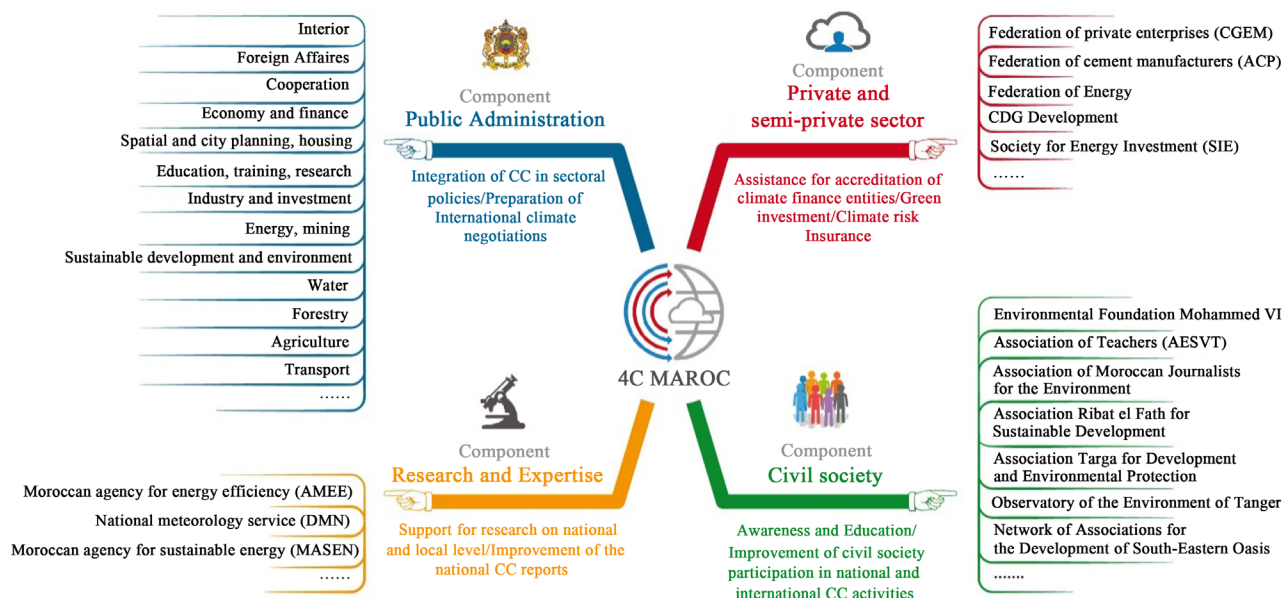 Interior
Foreign Affaires
Cooperation
Economy and finance
Spatial and city planning, housing
Education, training, research
Industry and investment
Energy, mining
Sustainable development and environment
Water
Forestry
Agriculture
Transport
......
Component
Public Administration
Integration of CC in sectoral
policies/Preparation of
International climate
negotiations
Component
Private and
semi-private sector
Assistance for accreditation of
climate finance entities/Green
investment/Climate risk
Insurance
Federation of private enterprises (CGEM)
Federation of cement manufacturers (ACP)
Federation of Energy
CDG Development
Society for Energy Investment (SIE)
......
4C MAROC
Component
Research and Expertise
Support for research on national
and local level/Improvement of the
national CC reports
Moroccan agency for energy efficiency (AMEE)
National meteorology service (DMN)
Moroccan agency for sustainable energy (MASEN)
......
Component
Civil society
Awareness and Education/
Improvement of civil society
participation in national and
international CC activities
Environmental Foundation Mohammed VI
Association of Teachers (AESVT)
Association of Moroccan Journalists
for the Environment
Association Ribat el Fath for
Sustainable Development
Association Targa for Development
and Environmental Protection
Observatory of the Environment of Tanger
Network of Associations for
the Development of South-Eastern Oasis
.......